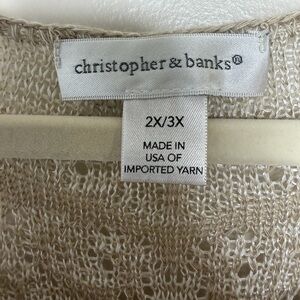 christopher & banks®
2X/3X
MADE IN
USA OF
IMPORTED YARN